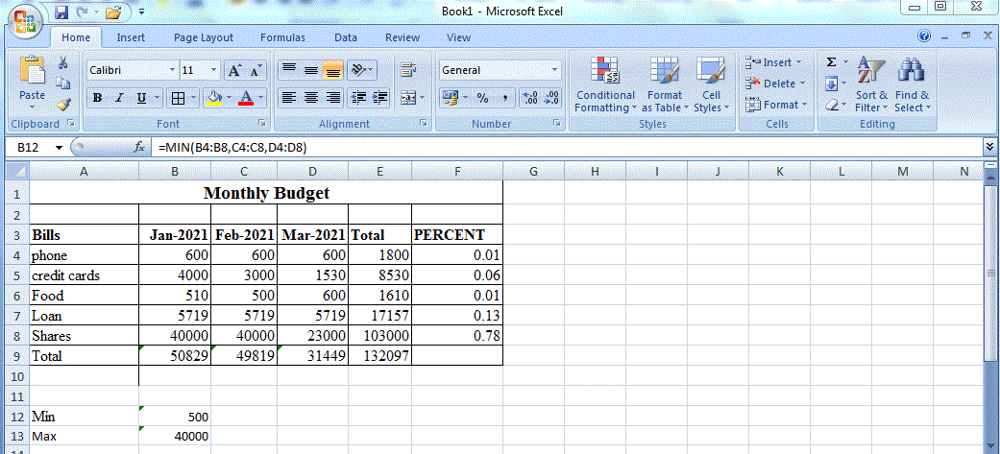 Book1 - Microsoft Excel
Home Insert Page Layout Formulas Data Review View
Calibri 11 A A General Σ
Paste B I U A % , .0 .00 .00 .0
Conditional Formatting Format as Table Cell Styles
Insert
Delete
Format
Sort & Filter Find & Select
Clipboard Font Alignment Number Styles Cells Editing
B12 fx =MIN(B4:B8,C4:C8,D4:D8)
A B C D E F G H I J K L M N
1 Monthly Budget
2
3 Bills Jan-2021 Feb-2021 Mar-2021 Total PERCENT
4 phone 600 600 600 1800 0.01
5 credit cards 4000 3000 1530 8530 0.06
6 Food 510 500 600 1610 0.01
7 Loan 5719 5719 5719 17157 0.13
8 Shares 40000 40000 23000 103000 0.78
9 Total 50829 49819 31449 132097
10
11
12 Min 500
13 Max 40000